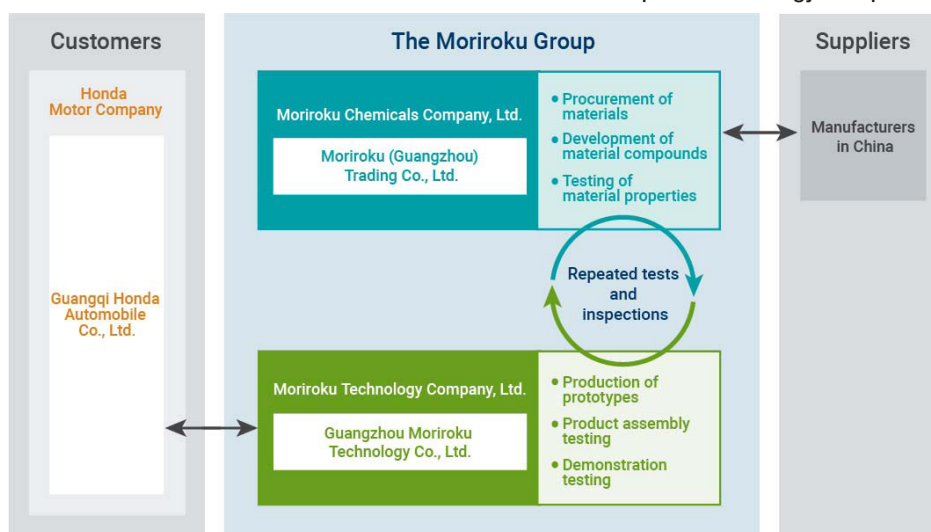 Customers
Honda
Motor Company
Guangqi Honda
Automobile
Co., Ltd.
The Moriroku Group
Moriroku Chemicals Company, Ltd.
Moriroku (Guangzhou)
Trading Co., Ltd.
• Procurement of
materials
• Development of
material compounds
• Testing of
material properties
Repeated tests
and
inspections
Moriroku Technology Company, Ltd.
Guangzhou Moriroku
Technology Co., Ltd.
• Production of
prototypes
• Product assembly
testing
• Demonstration
testing
Suppliers
Manufacturers
in China